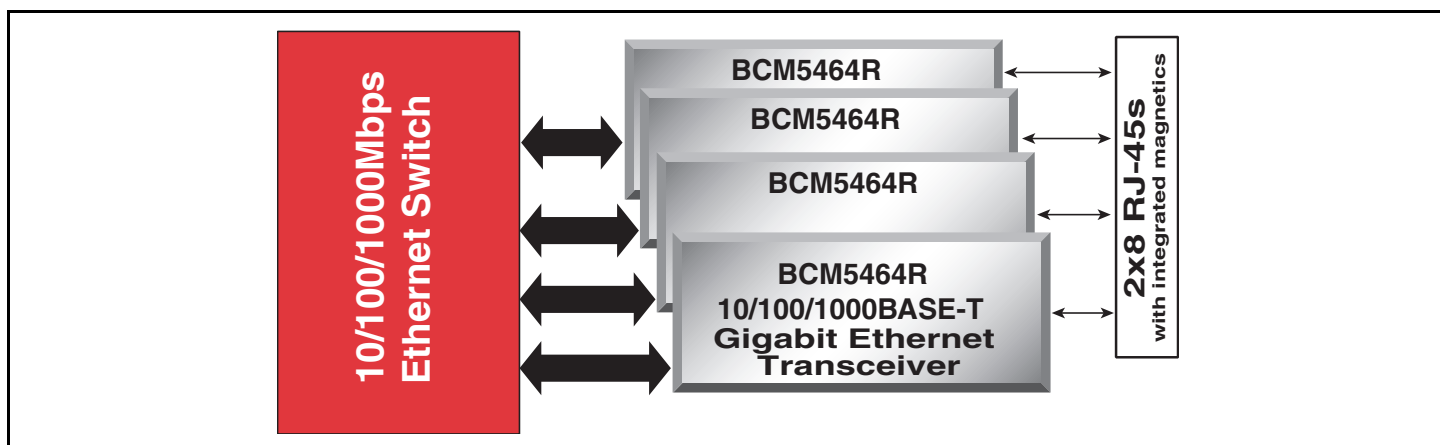 10/100/1000Mbps
Ethernet Switch
BCM5464R
BCM5464R
BCM5464R
BCM5464R
10/100/1000BASE-T
Gigabit Ethernet
Transceiver
2x8 RJ-45s
with integrated magnetics